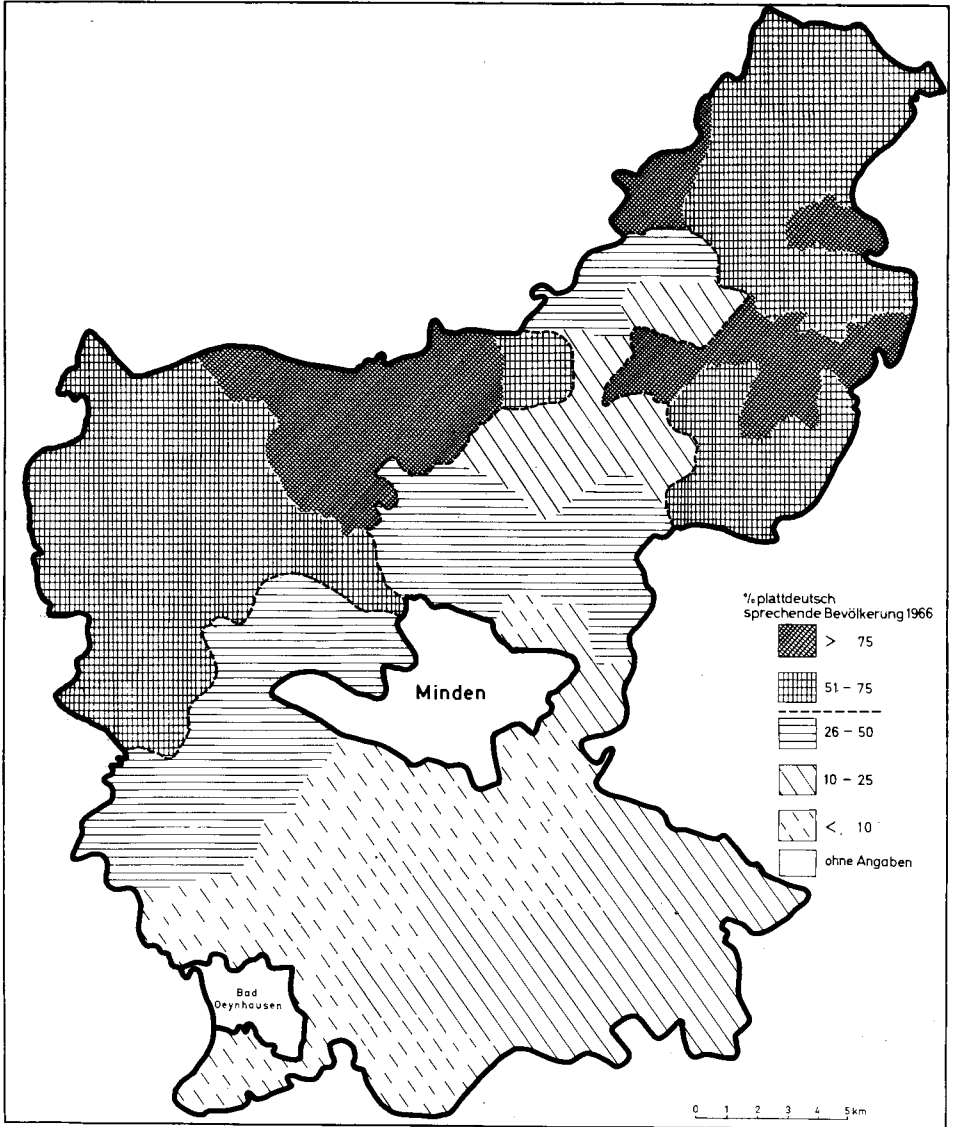 Minden
% plattdeutsch
sprechende Bevölkerung 1966
> 75
51 - 75
26 - 50
10 - 25
< 10
ohne Angaben
Bad
Oeynhausen
0 1 2 3 4 5 km